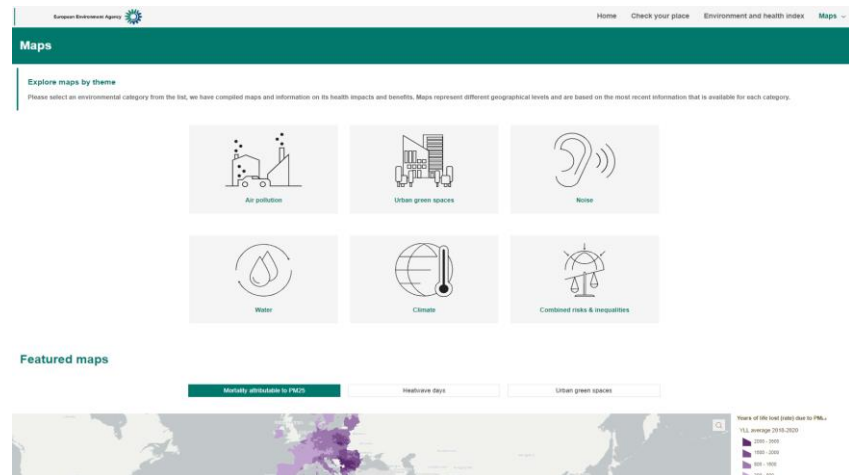 European Environment Agency
Home Check your place Environment and health index Maps
Maps
Explore maps by theme
Please select an environmental category from the list, we have compiled maps and information on its health impacts and benefits. Maps represent different geographical levels and are based on the most recent information that is available for each category.
Air pollution
Urban green spaces
Noise
Water
Climate
Combined risks & inequalities
Featured maps
Mortality attributable to PM25
Heatwave days
Urban green spaces
Years of life lost (rate) due to PM
YLL average 2018-2020
1500 - 2000